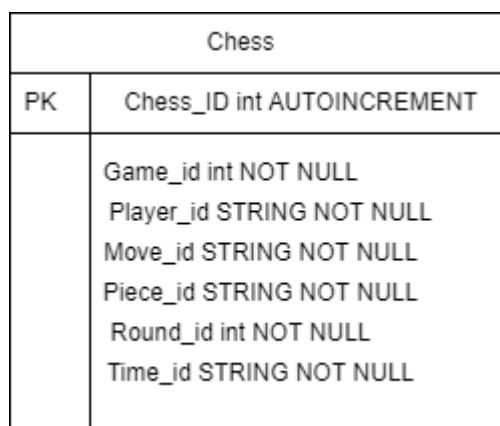 Chess
PK Chess_ID int AUTOINCREMENT
Game_id int NOT NULL
Player_id STRING NOT NULL
Move_id STRING NOT NULL
Piece_id STRING NOT NULL
Round_id int NOT NULL
Time_id STRING NOT NULL